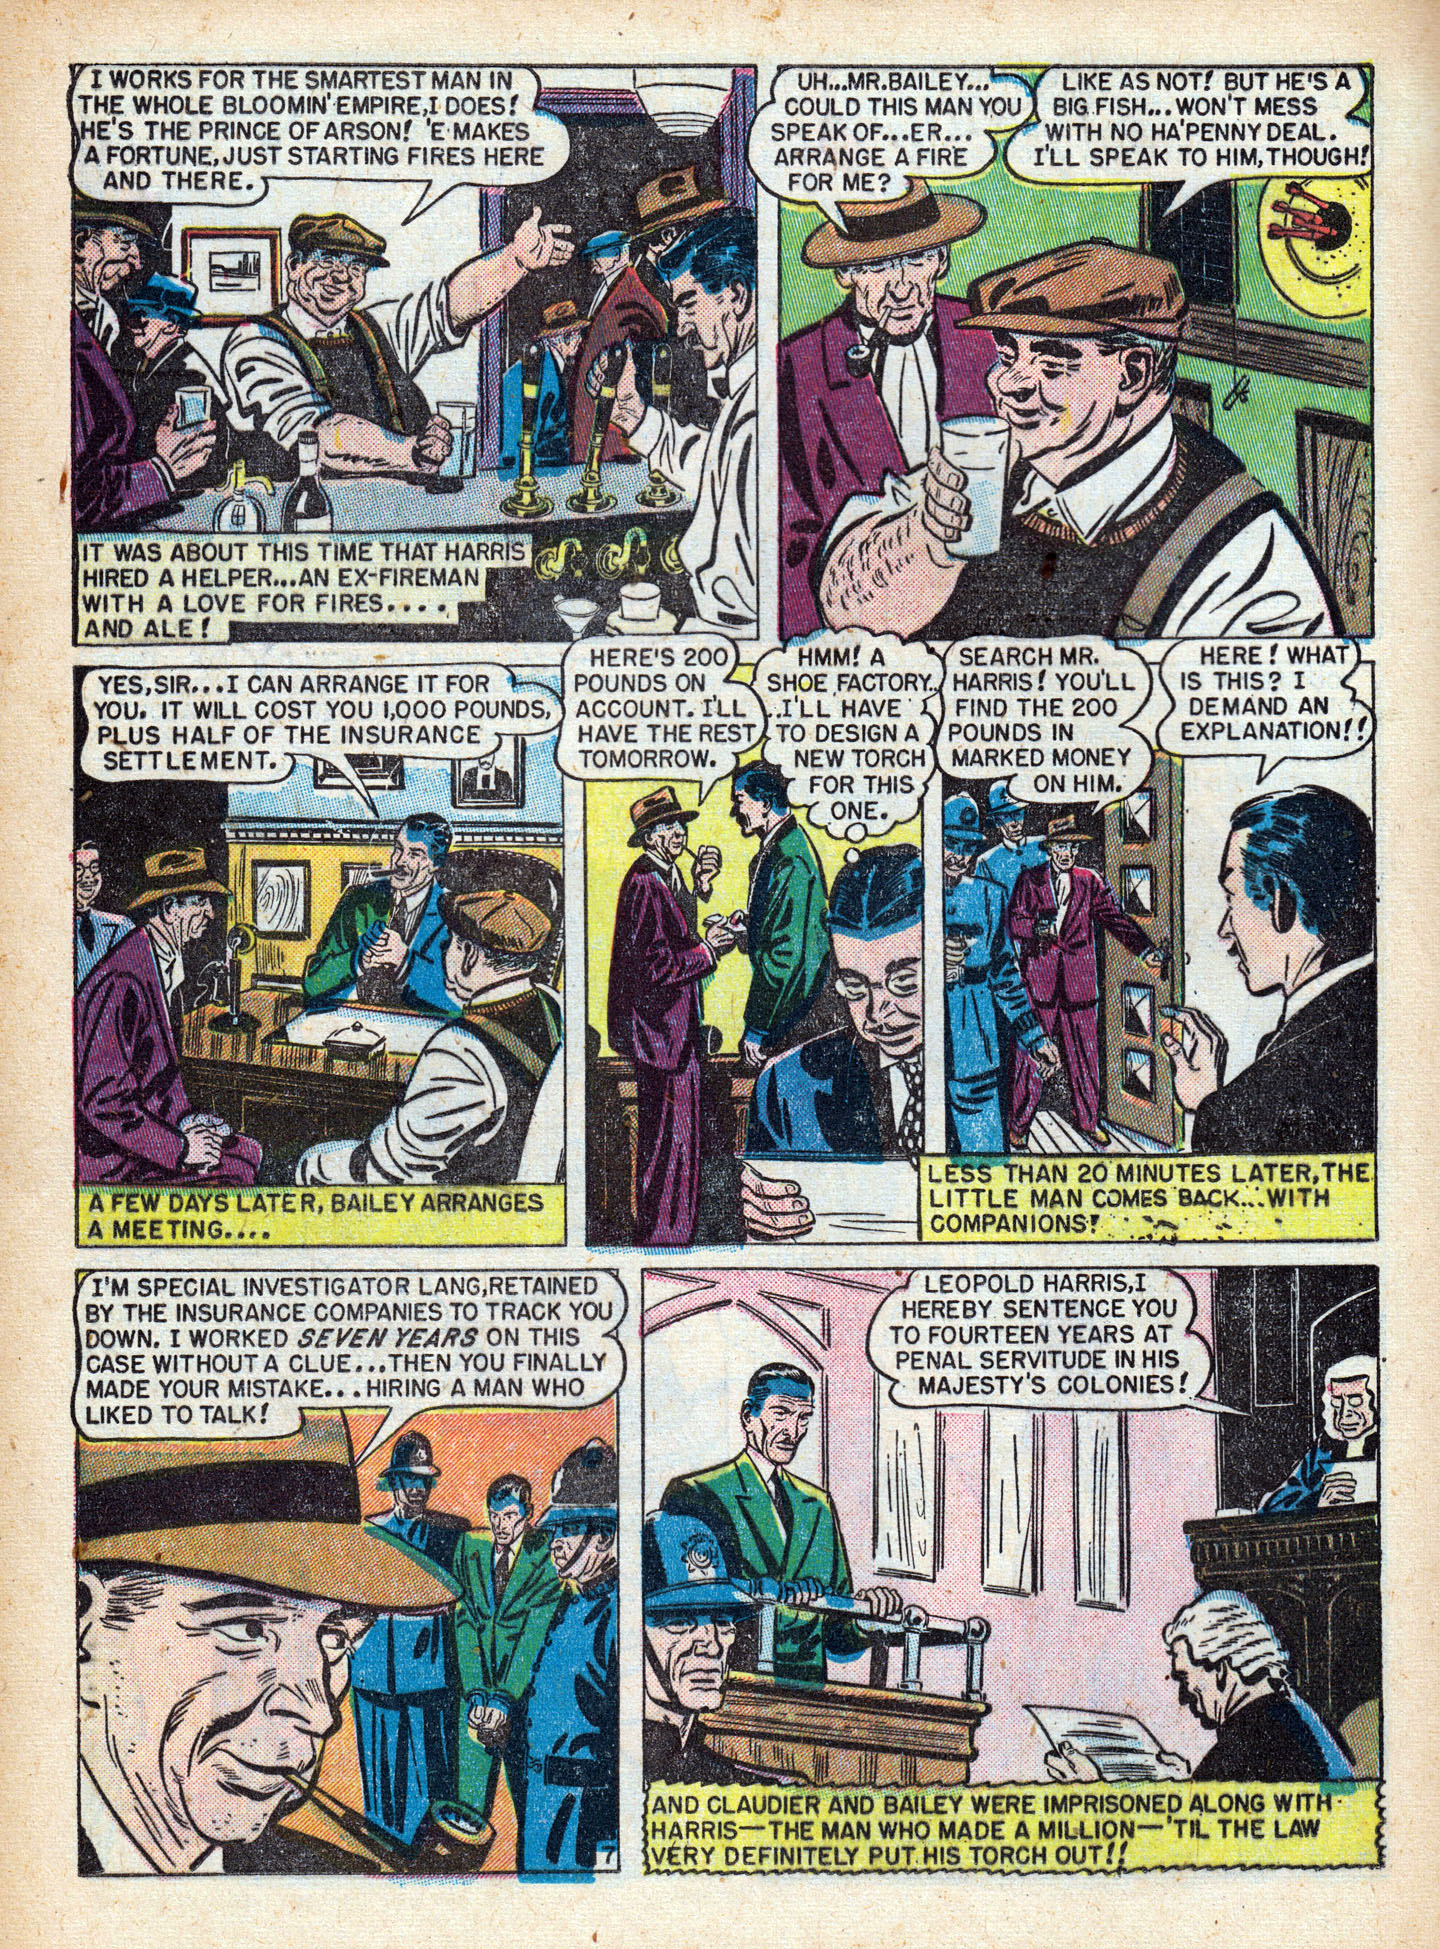 I WORKS FOR THE SMARTEST MAN IN
THE WHOLE BLOOMIN' EMPIRE, I DOES!
HE'S THE PRINCE OF ARSON! 'E MAKES
A FORTUNE, JUST STARTING FIRES HERE
AND THERE.
IT WAS ABOUT THIS TIME THAT HARRIS
HIRED A HELPER...AN EX-FIREMAN
WITH A LOVE FOR FIRES....
AND ALE!
UH...MR. BAILEY...
COULD THIS MAN YOU
SPEAK OF...ER...
ARRANGE A FIRE
FOR ME?
LIKE AS NOT! BUT HE'S A
BIG FISH...WON'T MESS
WITH NO HA'PENNY DEAL.
I'LL SPEAK TO HIM, THOUGH!
YES, SIR...I CAN ARRANGE IT FOR
YOU. IT WILL COST YOU 1,000 POUNDS,
PLUS HALF OF THE INSURANCE
SETTLEMENT.
A FEW DAYS LATER, BAILEY ARRANGES
A MEETING....
HERE'S 200
POUNDS ON
ACCOUNT. I'LL
HAVE THE REST
TOMORROW.
HMM! A
SHOE FACTORY..
..I'LL HAVE
TO DESIGN A
NEW TORCH
FOR THIS
ONE.
SEARCH MR.
HARRIS! YOU'LL
FIND THE 200
POUNDS IN
MARKED MONEY
ON HIM.
HERE! WHAT
IS THIS? I
DEMAND AN
EXPLANATION!!
LESS THAN 20 MINUTES LATER, THE
LITTLE MAN COMES BACK...WITH
COMPANIONS!
I'M SPECIAL INVESTIGATOR LANG, RETAINED
BY THE INSURANCE COMPANIES TO TRACK YOU
DOWN. I WORKED SEVEN YEARS ON THIS
CASE WITHOUT A CLUE...THEN YOU FINALLY
MADE YOUR MISTAKE...HIRING A MAN WHO
LIKED TO TALK!
7
LEOPOLD HARRIS, I
HEREBY SENTENCE YOU
TO FOURTEEN YEARS AT
PENAL SERVITUDE IN HIS
MAJESTY'S COLONIES!
AND CLAUDIER AND BAILEY WERE IMPRISONED ALONG WITH
HARRIS—THE MAN WHO MADE A MILLION—'TIL THE LAW
VERY DEFINITELY PUT HIS TORCH OUT!!